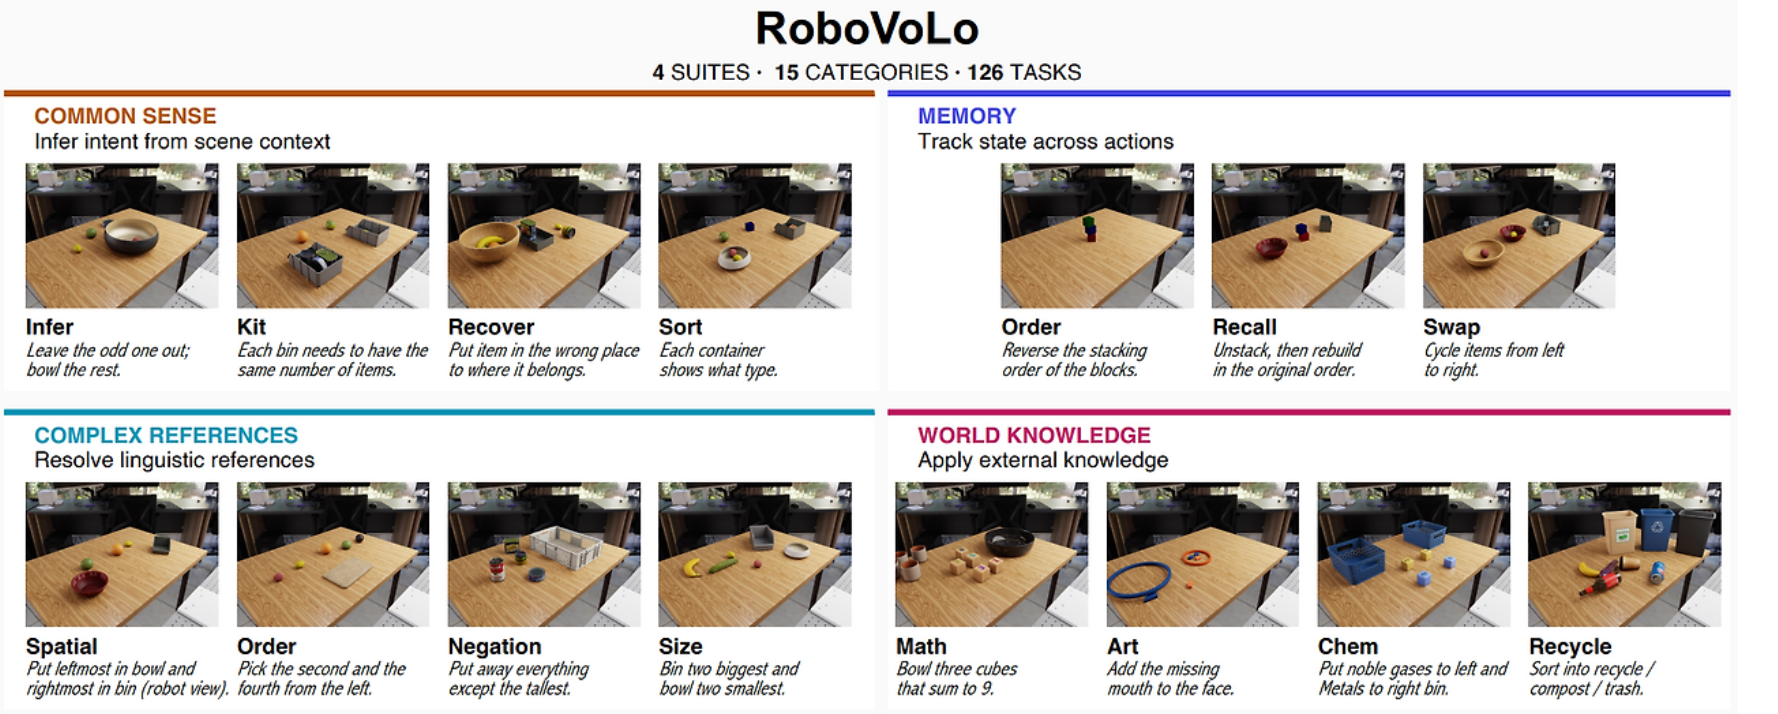 RoboVoLo
4 SUITES · 15 CATEGORIES · 126 TASKS
COMMON SENSE
Infer intent from scene context
Infer
Leave the odd one out;
bowl the rest.
Kit
Each bin needs to have the
same number of items.
Recover
Put item in the wrong place
to where it belongs.
Sort
Each container
shows what type.
MEMORY
Track state across actions
Order
Reverse the stacking
order of the blocks.
Recall
Unstack, then rebuild
in the original order.
Swap
Cycle items from left
to right.
COMPLEX REFERENCES
Resolve linguistic references
Spatial
Put leftmost in bowl and
rightmost in bin (robot view).
Order
Pick the second and the
fourth from the left.
Negation
Put away everything
except the tallest.
Size
Bin two biggest and
bowl two smallest.
WORLD KNOWLEDGE
Apply external knowledge
Math
Bowl three cubes
that sum to 9.
Art
Add the missing
mouth to the face.
Chem
Put noble gases to left and
Metals to right bin.
Recycle
Sort into recycle /
compost / trash.